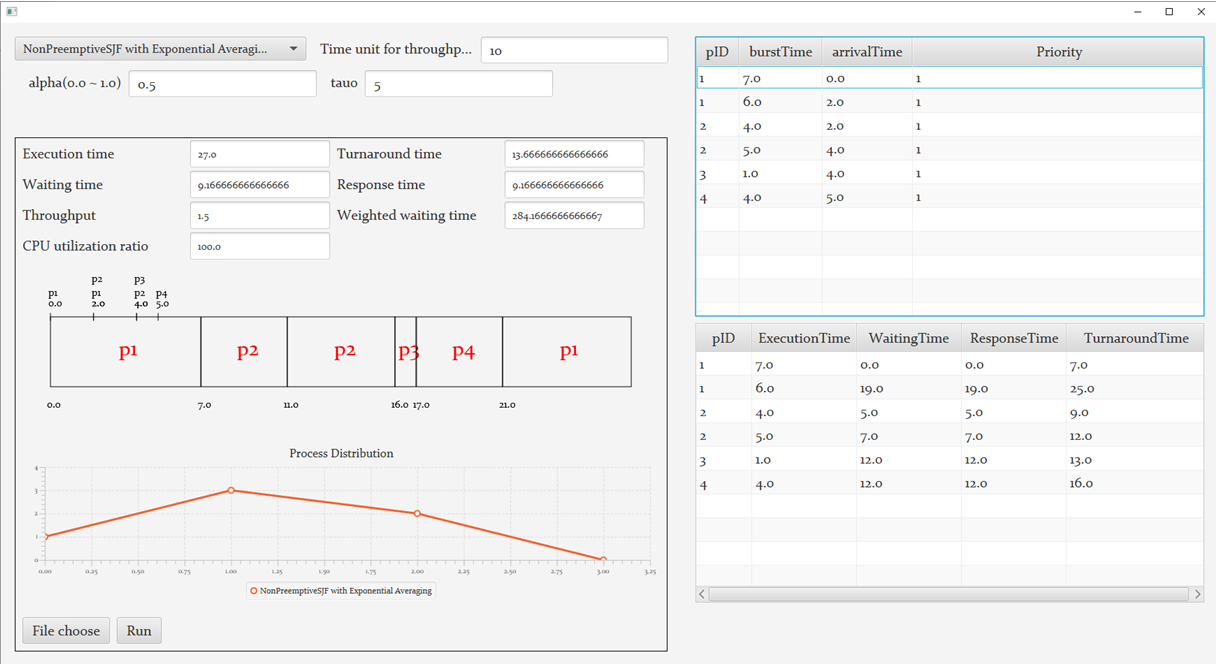 NonPreemptiveSJF with Exponential Averagi...
Time unit for throughp...
10
alpha(0.0 ~ 1.0)
0.5
tauo
5
Execution time
27.0
Turnaround time
13.666666666666666
Waiting time
9.166666666666666
Response time
9.166666666666666
Throughput
1.5
Weighted waiting time
284.1666666666667
CPU utilization ratio
100.0
p2 p3
p1 p1 p2 p4
0.0 2.0 4.0 5.0
p1 p2 p2 p3 p4 p1
0.0 7.0 11.0 16.0 17.0 21.0
Process Distribution
4
3
2
1
0
0.00 0.25 0.50 0.75 1.00 1.25 1.50 1.75 2.00 2.25 2.50 2.75 3.00 3.25
NonPreemptiveSJF with Exponential Averaging
File choose
Run
pID burstTime arrivalTime Priority
1 7.0 0.0 1
1 6.0 2.0 1
2 4.0 2.0 1
2 5.0 4.0 1
3 1.0 4.0 1
4 4.0 5.0 1
pID ExecutionTime WaitingTime ResponseTime TurnaroundTime
1 7.0 0.0 0.0 7.0
1 6.0 19.0 19.0 25.0
2 4.0 5.0 5.0 9.0
2 5.0 7.0 7.0 12.0
3 1.0 12.0 12.0 13.0
4 4.0 12.0 12.0 16.0